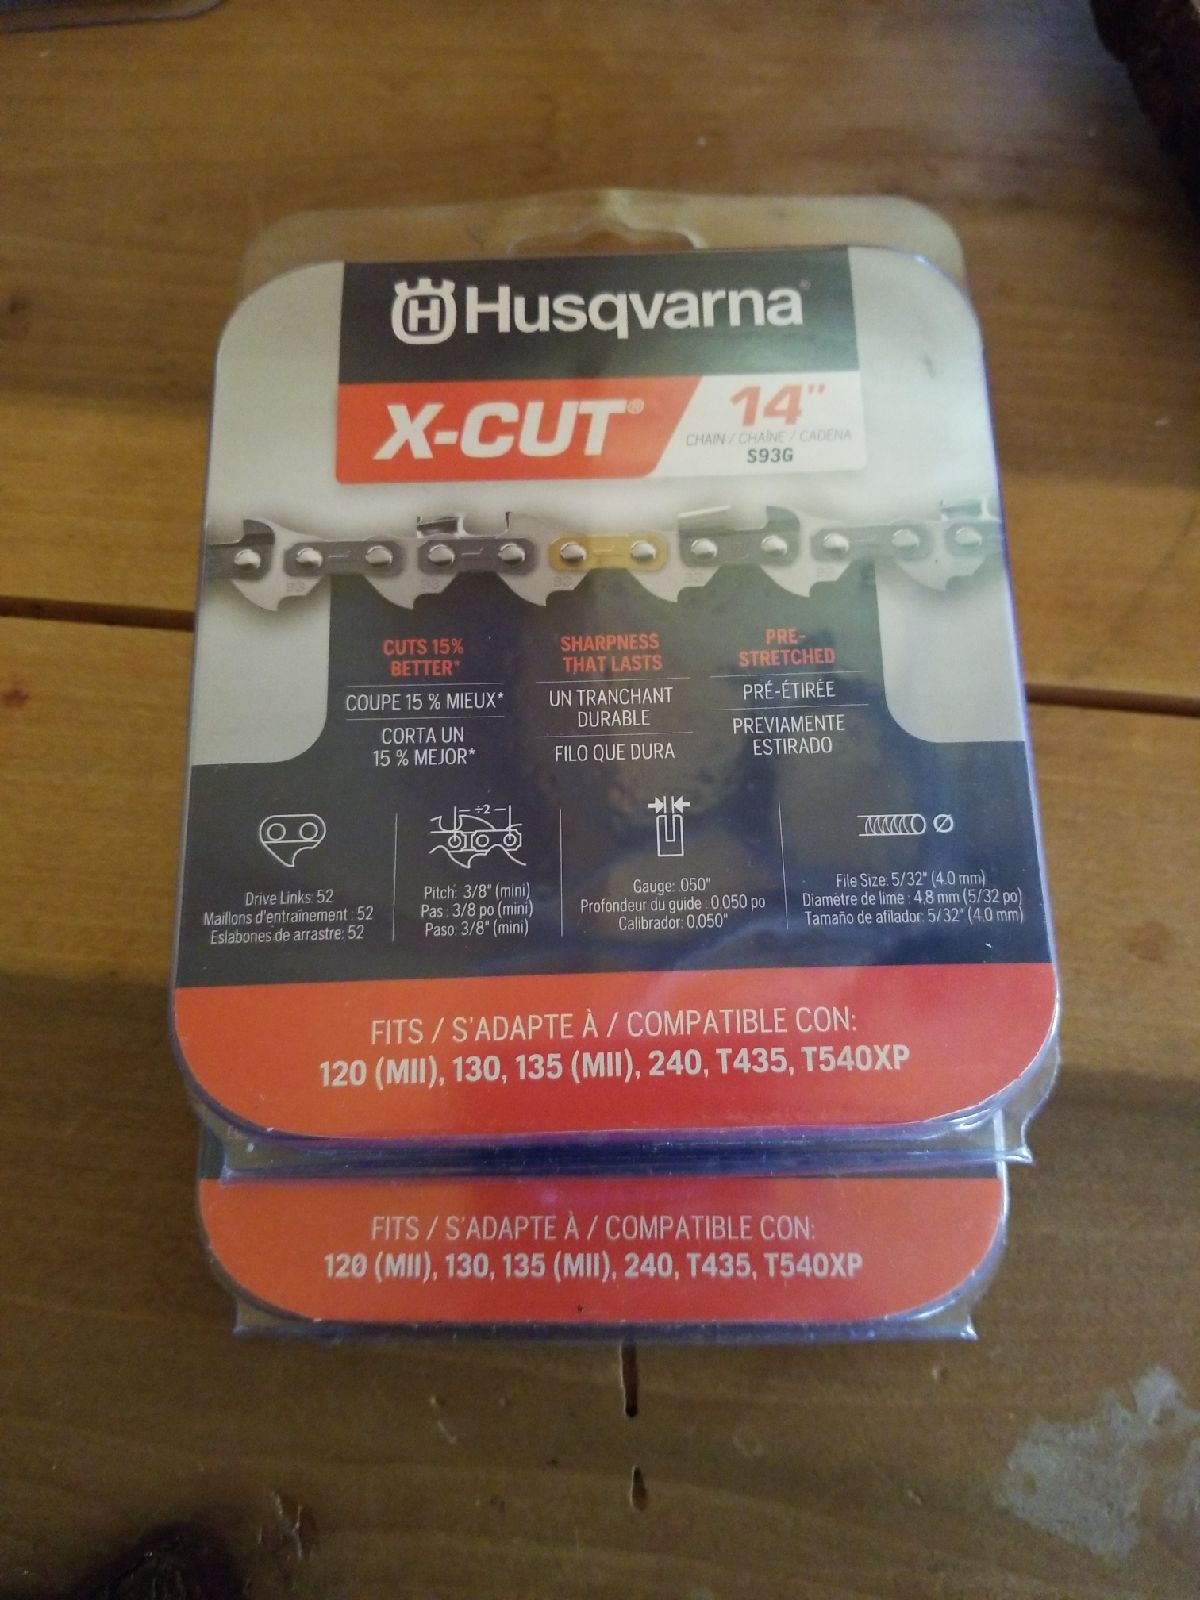 Husqvarna®
X-CUT®
14"
CHAIN / CHAÎNE / CADENA
S93G
CUTS 15%
BETTER*
COUPE 15 % MIEUX*
CORTA UN
15 % MEJOR*
SHARPNESS
THAT LASTS
UN TRANCHANT
DURABLE
FILO QUE DURA
PRE-
STRETCHED
PRÉ-ÉTIRÉE
PREVIAMENTE
ESTIRADO
Drive Links: 52
Maillons d'entraînement : 52
Eslabones de arrastre: 52
÷2
Pitch: 3/8" (mini)
Pas : 3/8 po (mini)
Paso: 3/8" (mini)
Gauge: .050"
Profondeur du guide : 0,050 po
Calibrador: 0,050"
File Size: 5/32" (4.0 mm)
Diamètre de lime : 4.8 mm (5/32 po)
Tamaño de afilador: 5/32" (4.0 mm)
FITS / S'ADAPTE À / COMPATIBLE CON:
120 (MII), 130, 135 (MII), 240, T435, T540XP
FITS / S'ADAPTE À / COMPATIBLE CON:
120 (MII), 130, 135 (MII), 240, T435, T540XP